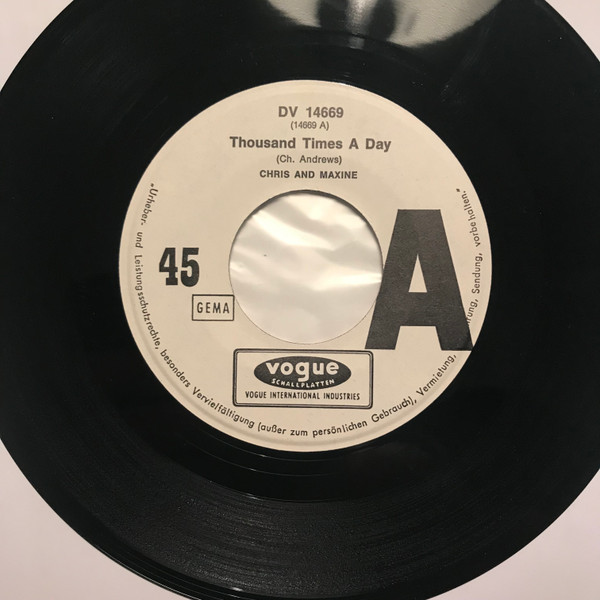 DV 14669
(14669 A)
Thousand Times A Day
(Ch. Andrews)
CHRIS AND MAXINE
45
GEMA
A
vogue
SCHALLPLATTEN
VOGUE INTERNATIONAL INDUSTRIES
„Urheber- und Leistungsschutzrechte, besonders Vervielfältigung (außer zum persönlichen Gebrauch), Vermietung, rung, Sendung, vorbehalten.“